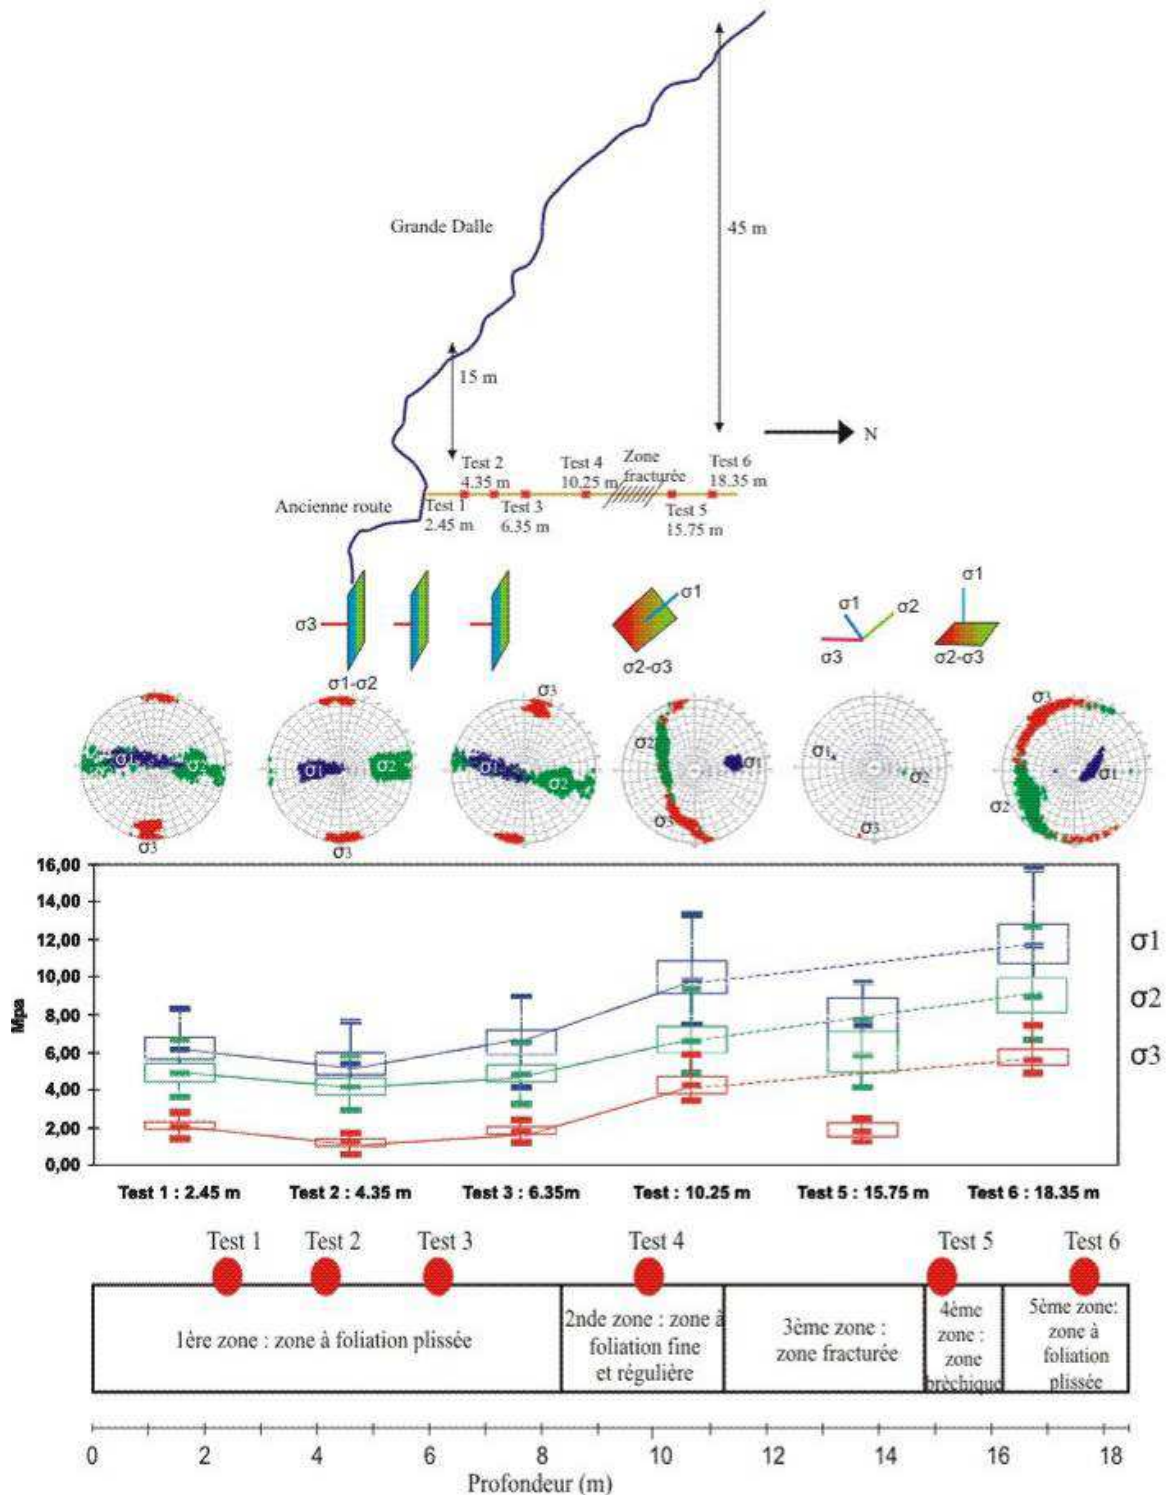 Grande Dalle
45 m
15 m
N
Test 2
4.35 m
Test 4
10.25 m
Zone
fracturée
Test 6
18.35 m
Ancienne route
Test 1
2.45 m
Test 3
6.35 m
Test 5
15.75 m
σ3
σ1-σ2
σ1
σ2-σ3
σ1
σ2
σ3
σ1
σ2-σ3
σ1
σ2
σ3
σ1
σ2
σ3
σ3
σ1
σ2
σ2
σ1
σ3
σ1
σ2
σ3
σ3
σ1
σ2
16,00
14,00
12,00
10,00
8,00
6,00
4,00
2,00
0,00
Mpa
σ1
σ2
σ3
Test 1 : 2.45 m
Test 2 : 4.35 m
Test 3 : 6.35m
Test : 10.25 m
Test 5 : 15.75 m
Test 6 : 18.35 m
Test 1
Test 2
Test 3
Test 4
Test 5
Test 6
1ère zone : zone à foliation plissée
2nde zone : zone à
foliation fine
et régulière
3ème zone :
zone fracturée
4ème
zone :
zone
brèchique
5ème zone:
zone à
foliation
plissée
0 2 4 6 8 10 12 14 16 18
Profondeur (m)